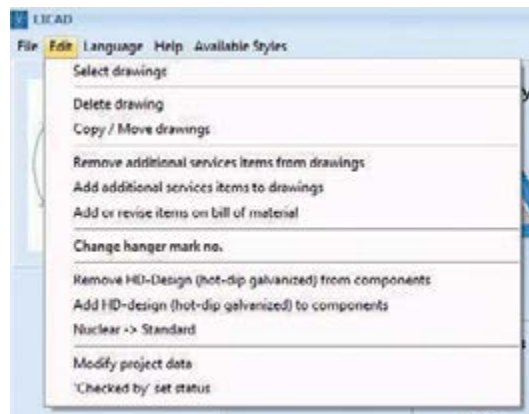 LICAD
File Edit Language Help Available Styles
Select drawings
Delete drawing
Copy / Move drawings
Remove additional services items from drawings
Add additional services items to drawings
Add or revise items on bill of material
Change hanger mark no.
Remove HD-Design (hot-dip galvanized) from components
Add HD-design (hot-dip galvanized) to components
Nuclear -> Standard
Modify project data
'Checked by' set status